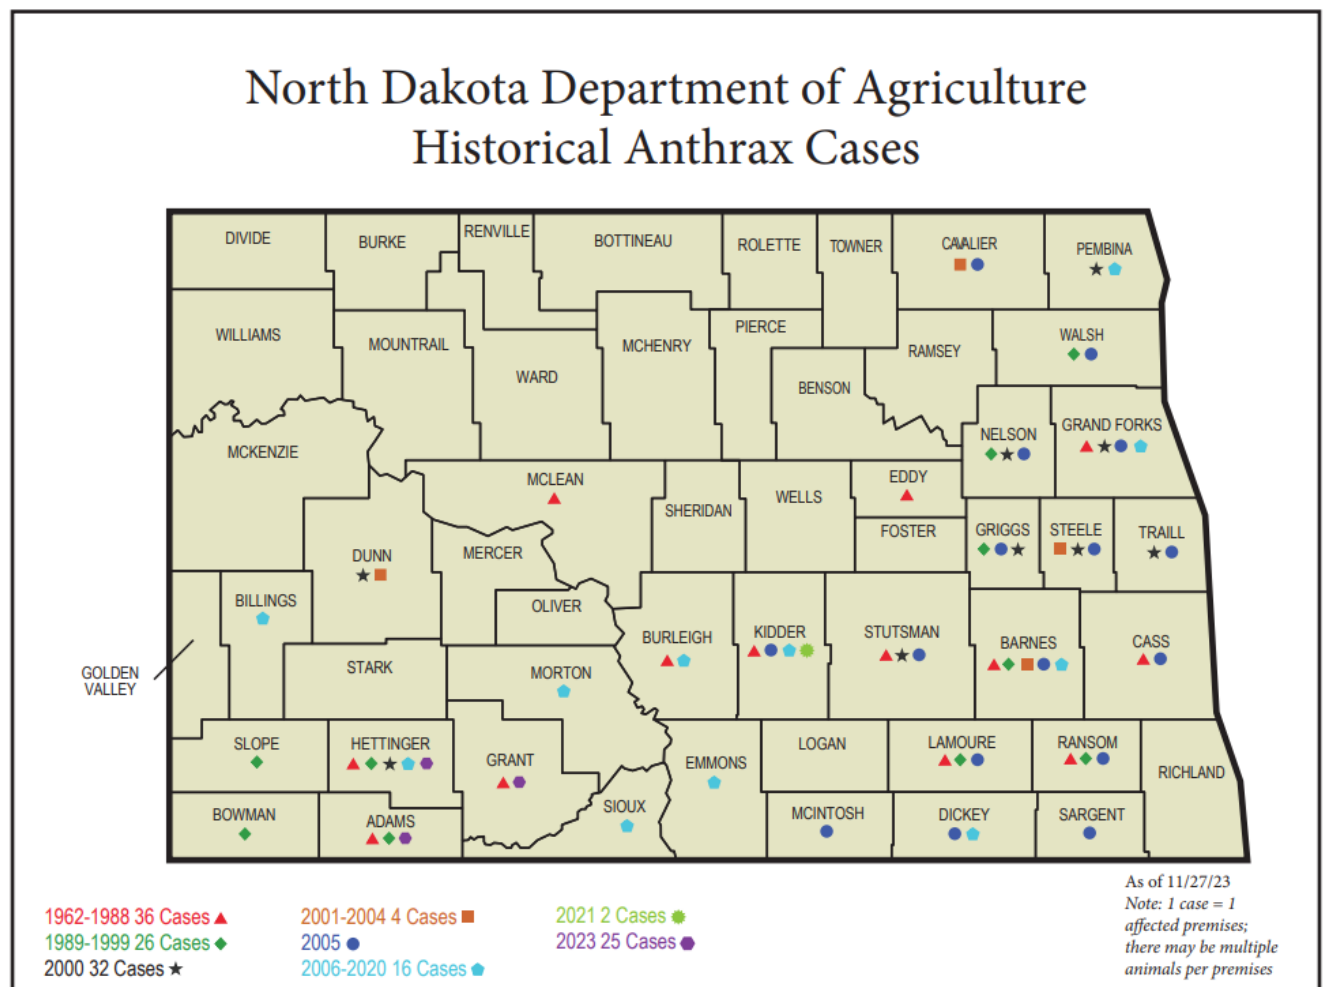 North Dakota Department of Agriculture
Historical Anthrax Cases
DIVIDE
BURKE
RENVILLE
BOTTINEAU
ROLETTE
TOWNER
CAVALIER
PEMBINA
WILLIAMS
MOUNTRAIL
WARD
MCHENRY
PIERCE
BENSON
RAMSEY
WALSH
MCKENZIE
NELSON
GRAND FORKS
MCLEAN
SHERIDAN
WELLS
EDDY
FOSTER
GRIGGS
STEELE
TRAILL
DUNN
MERCER
OLIVER
BILLINGS
GOLDEN
VALLEY
STARK
MORTON
BURLEIGH
KIDDER
STUTSMAN
BARNES
CASS
SLOPE
HETTINGER
GRANT
EMMONS
LOGAN
LAMOURE
RANSOM
RICHLAND
BOWMAN
ADAMS
SIOUX
MCINTOSH
DICKEY
SARGENT
1962-1988 36 Cases
1989-1999 26 Cases
2000 32 Cases
2001-2004 4 Cases
2005
2006-2020 16 Cases
2021 2 Cases
2023 25 Cases
As of 11/27/23
Note: 1 case = 1
affected premises;
there may be multiple
animals per premises